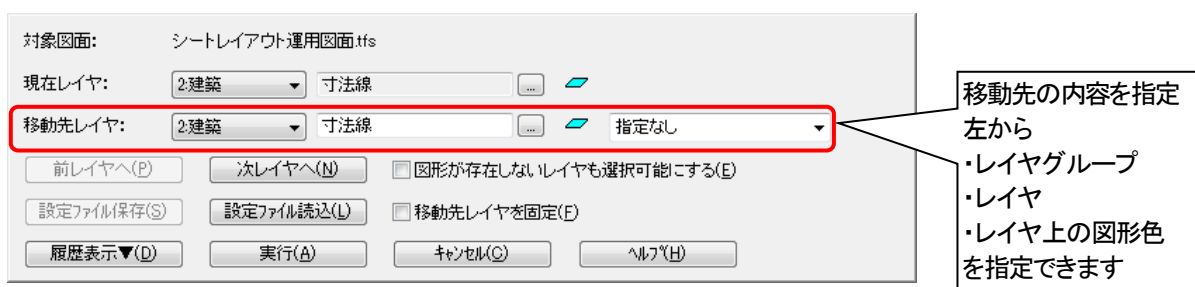 対象図面: シートレイアウト運用図面.tfs
現在レイヤ: 2:建築 寸法線 ...
移動先レイヤ: 2:建築 寸法線 ... 指定なし
前レイヤへ(P) 次レイヤへ(N) 図形が存在しないレイヤも選択可能にする(E)
設定ファイル保存(S) 設定ファイル読込(L) 移動先レイヤを固定(F)
履歴表示▼(D) 実行(A) キャンセル(C) ヘルプ(H)
移動先の内容を指定
左から
・レイヤグループ
・レイヤ
・レイヤ上の図形色
を指定できます